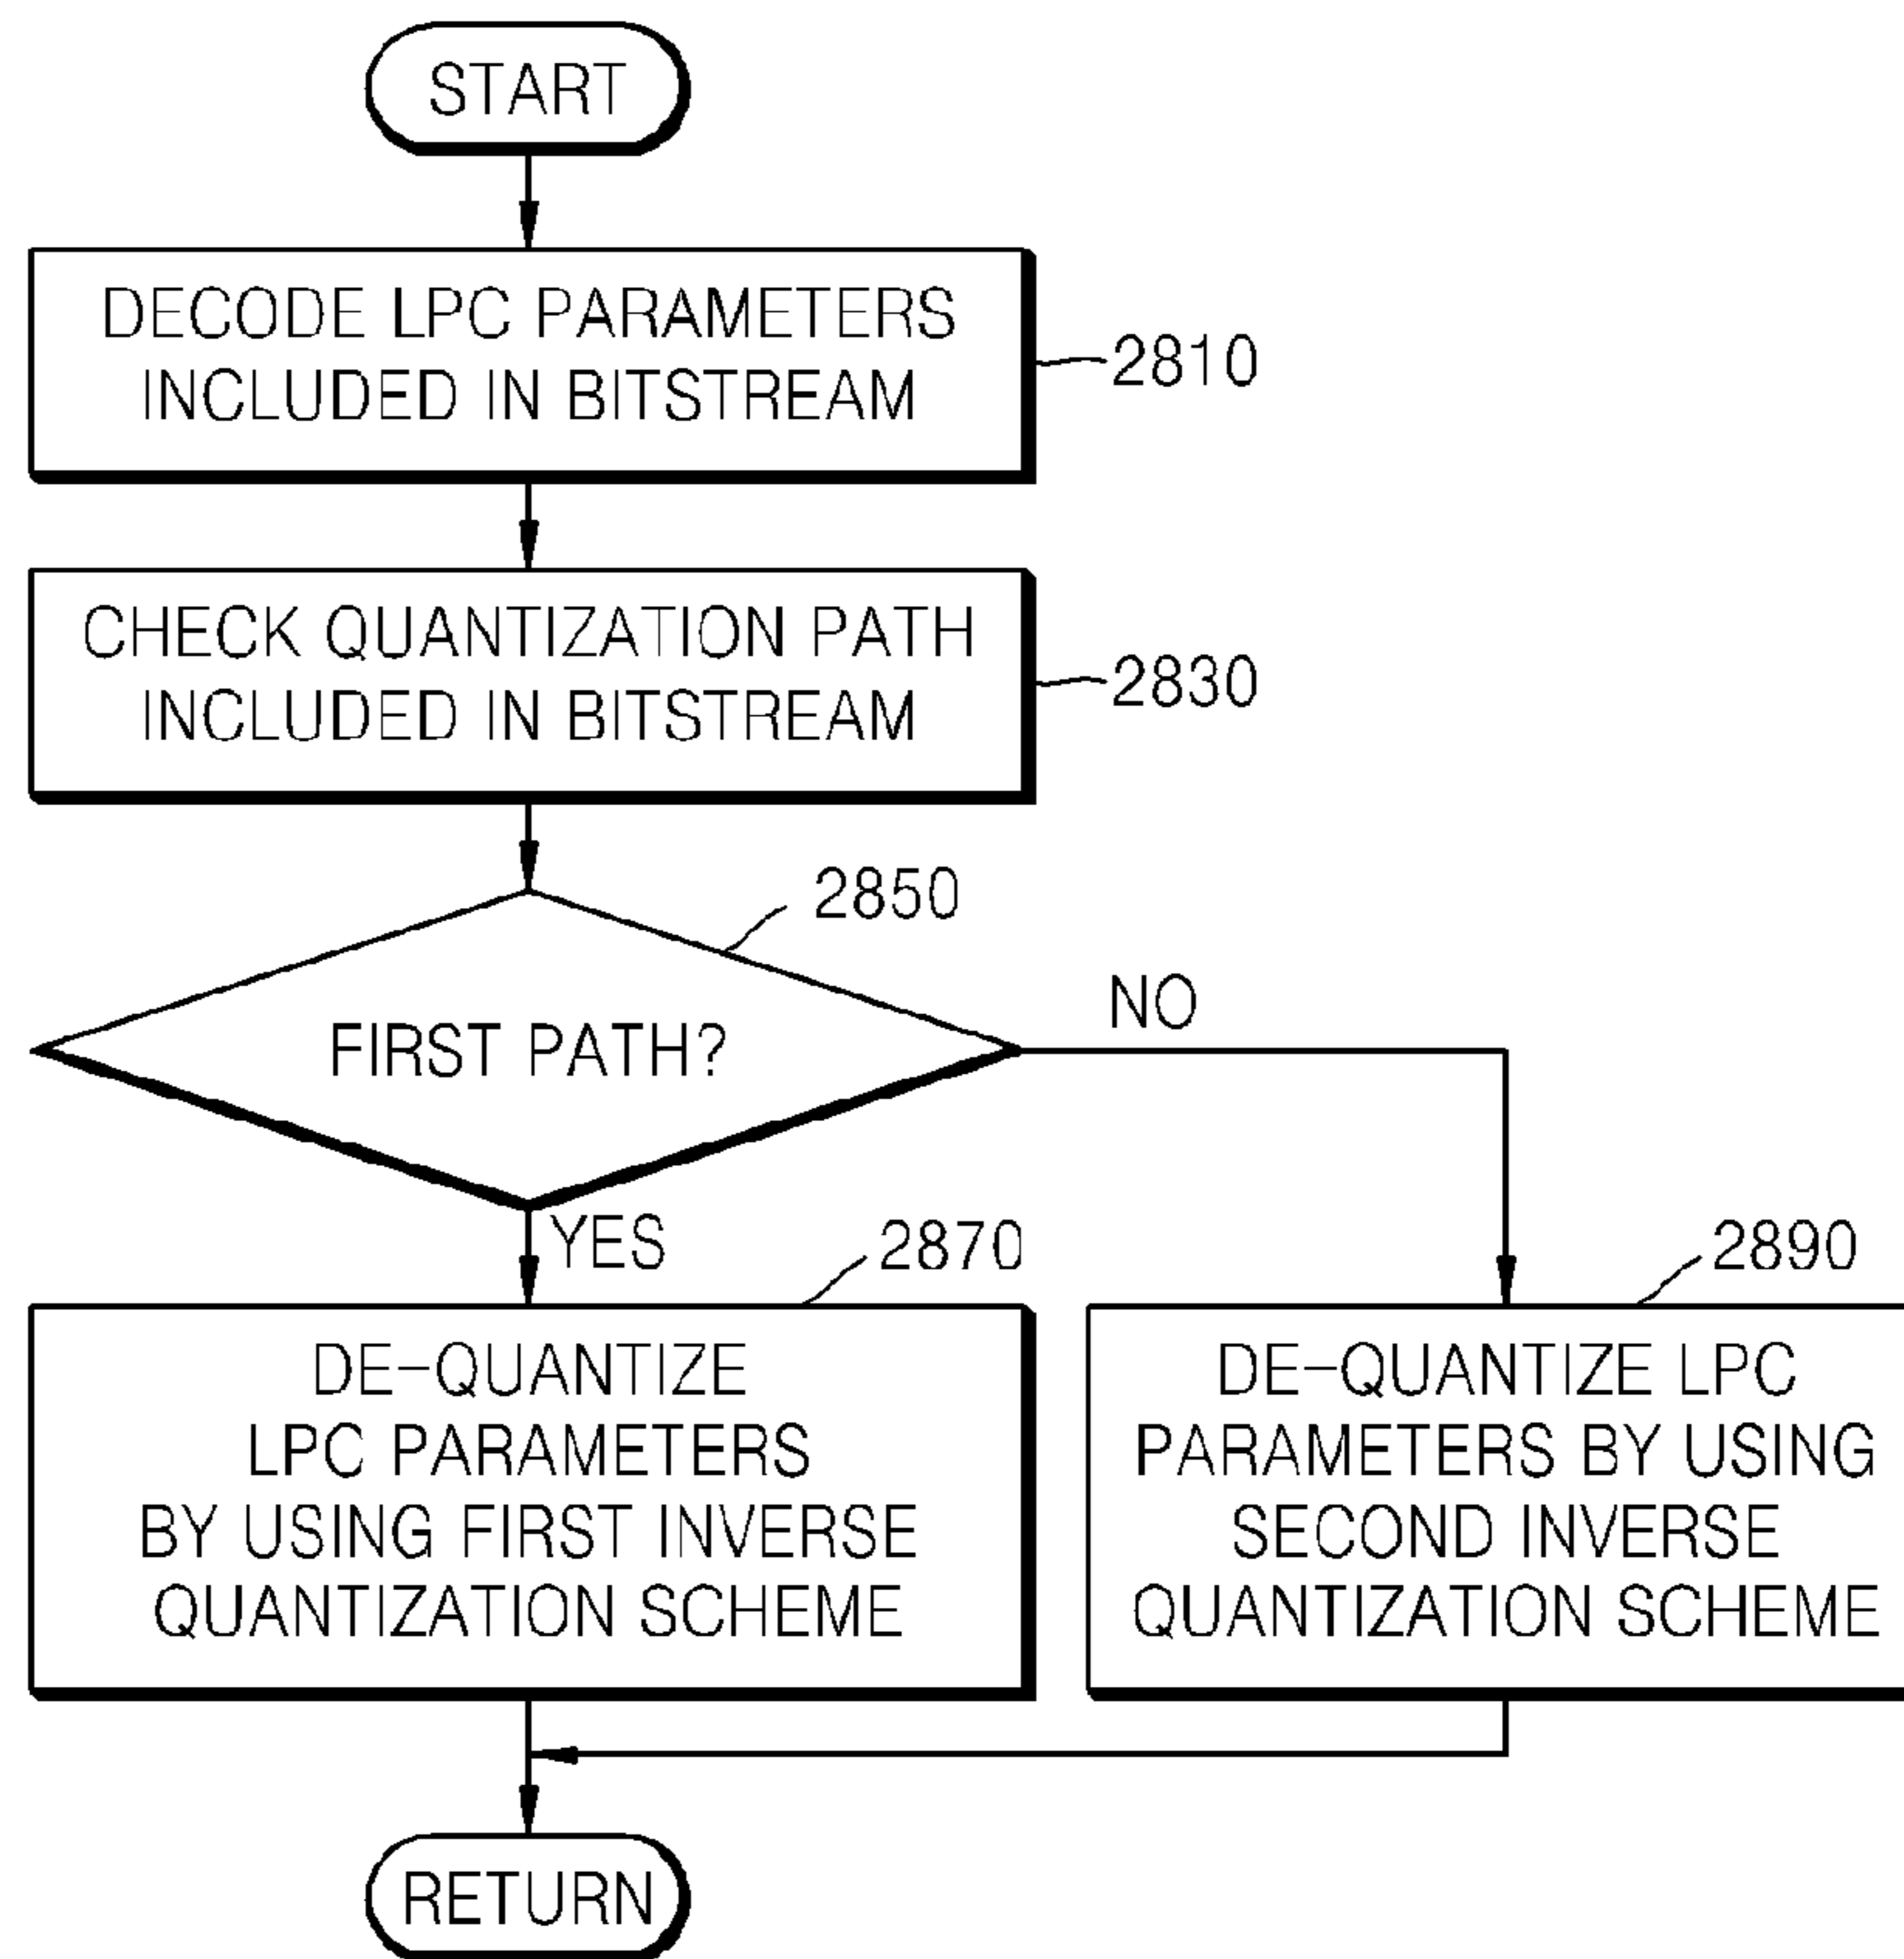 START
DECODE LPC PARAMETERS
INCLUDED IN BITSTREAM
2810
CHECK QUANTIZATION PATH
INCLUDED IN BITSTREAM
2830
2850
FIRST PATH?
NO
YES
2870
DE-QUANTIZE
LPC PARAMETERS
BY USING FIRST INVERSE
QUANTIZATION SCHEME
2890
DE-QUANTIZE LPC
PARAMETERS BY USING
SECOND INVERSE
QUANTIZATION SCHEME
RETURN